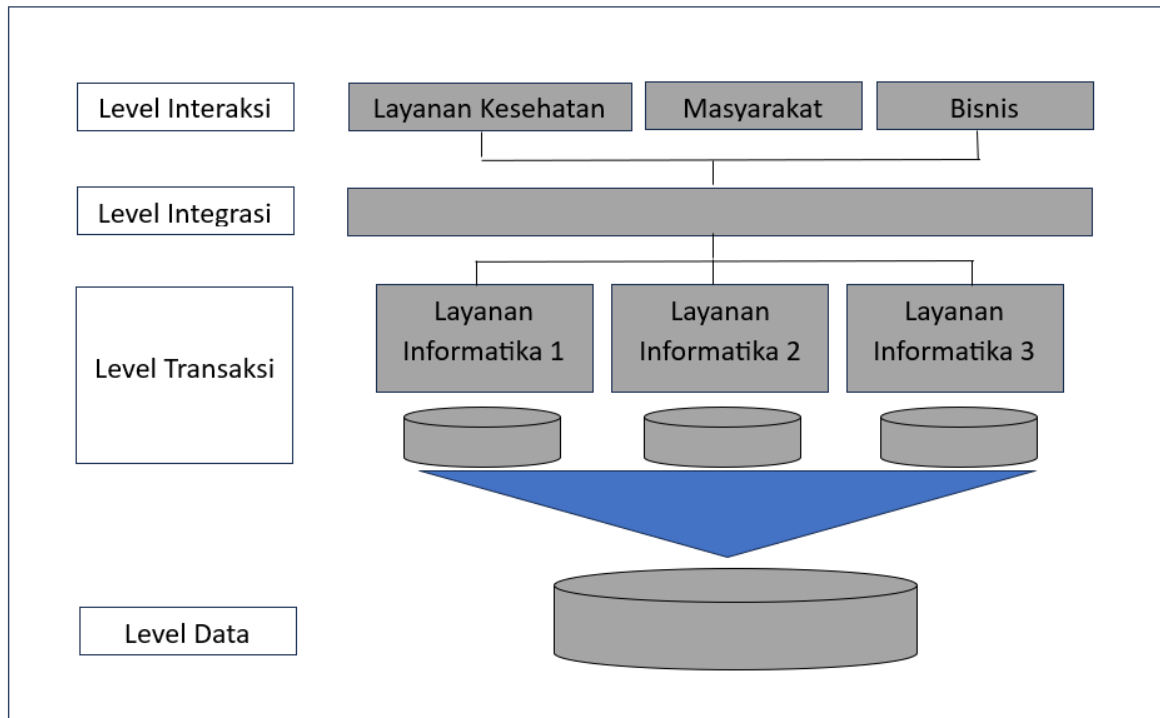 Level Interaksi
Layanan Kesehatan
Masyarakat
Bisnis
Level Integrasi
Level Transaksi
Layanan
Informatika 1
Layanan
Informatika 2
Layanan
Informatika 3
Level Data